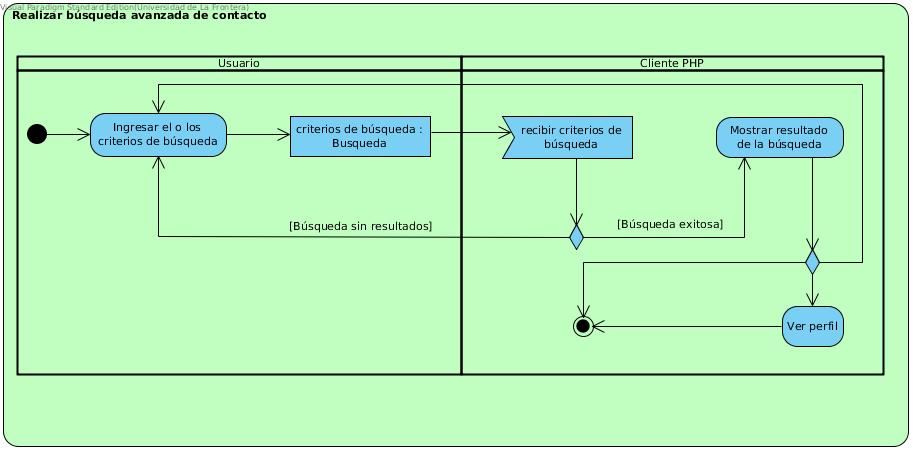 Visual Paradigm Standard Edition(Universidad de La Frontera)
Realizar búsqueda avanzada de contacto
Usuario
Cliente PHP
Ingresar el o los
criterios de búsqueda
criterios de búsqueda :
Busqueda
recibir criterios de
búsqueda
Mostrar resultado
de la búsqueda
[Búsqueda sin resultados]
[Búsqueda exitosa]
Ver perfil